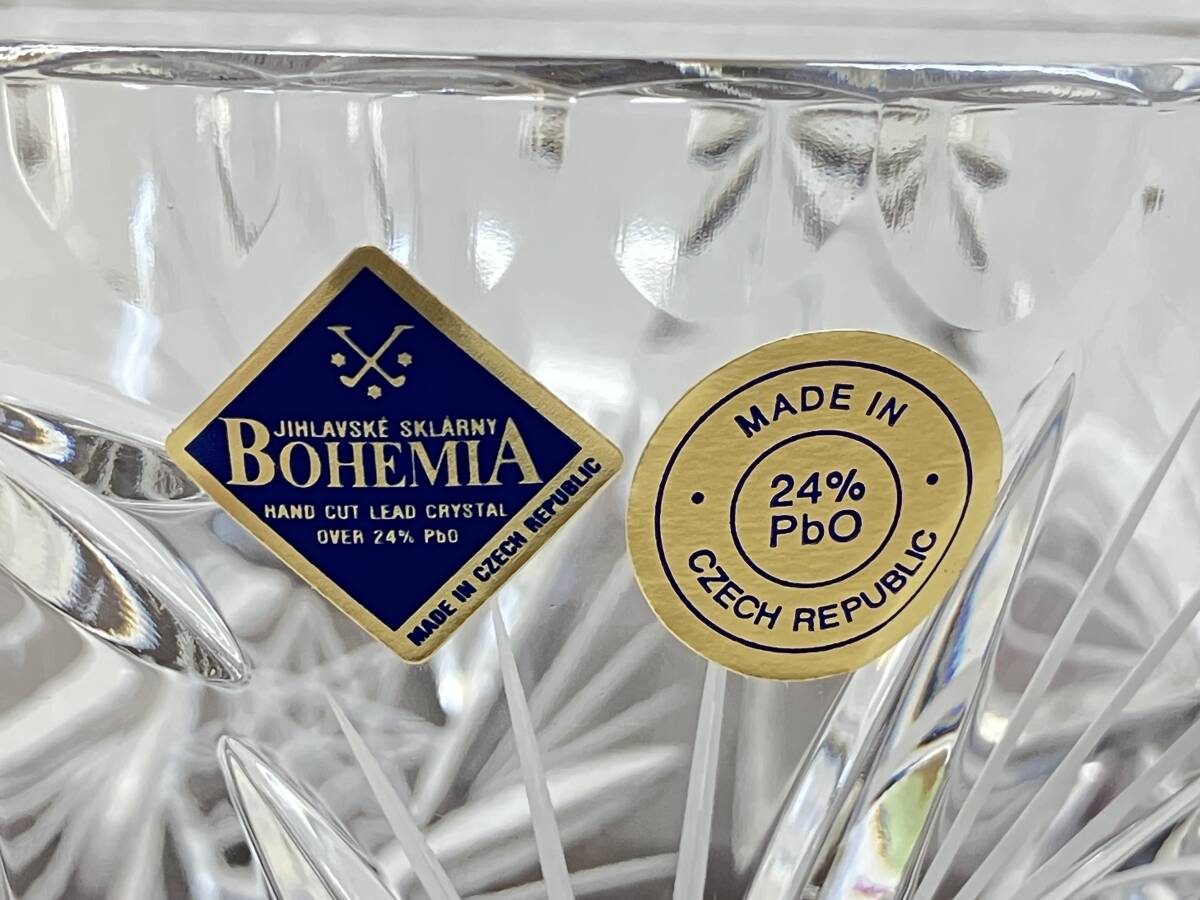 JIHLAVSKÉ SKLÁRNY
BOHEMIA
HAND CUT LEAD CRYSTAL
OVER 24% PbO
MADE IN CZECH REPUBLIC
MADE IN
24%
PbO
CZECH REPUBLIC